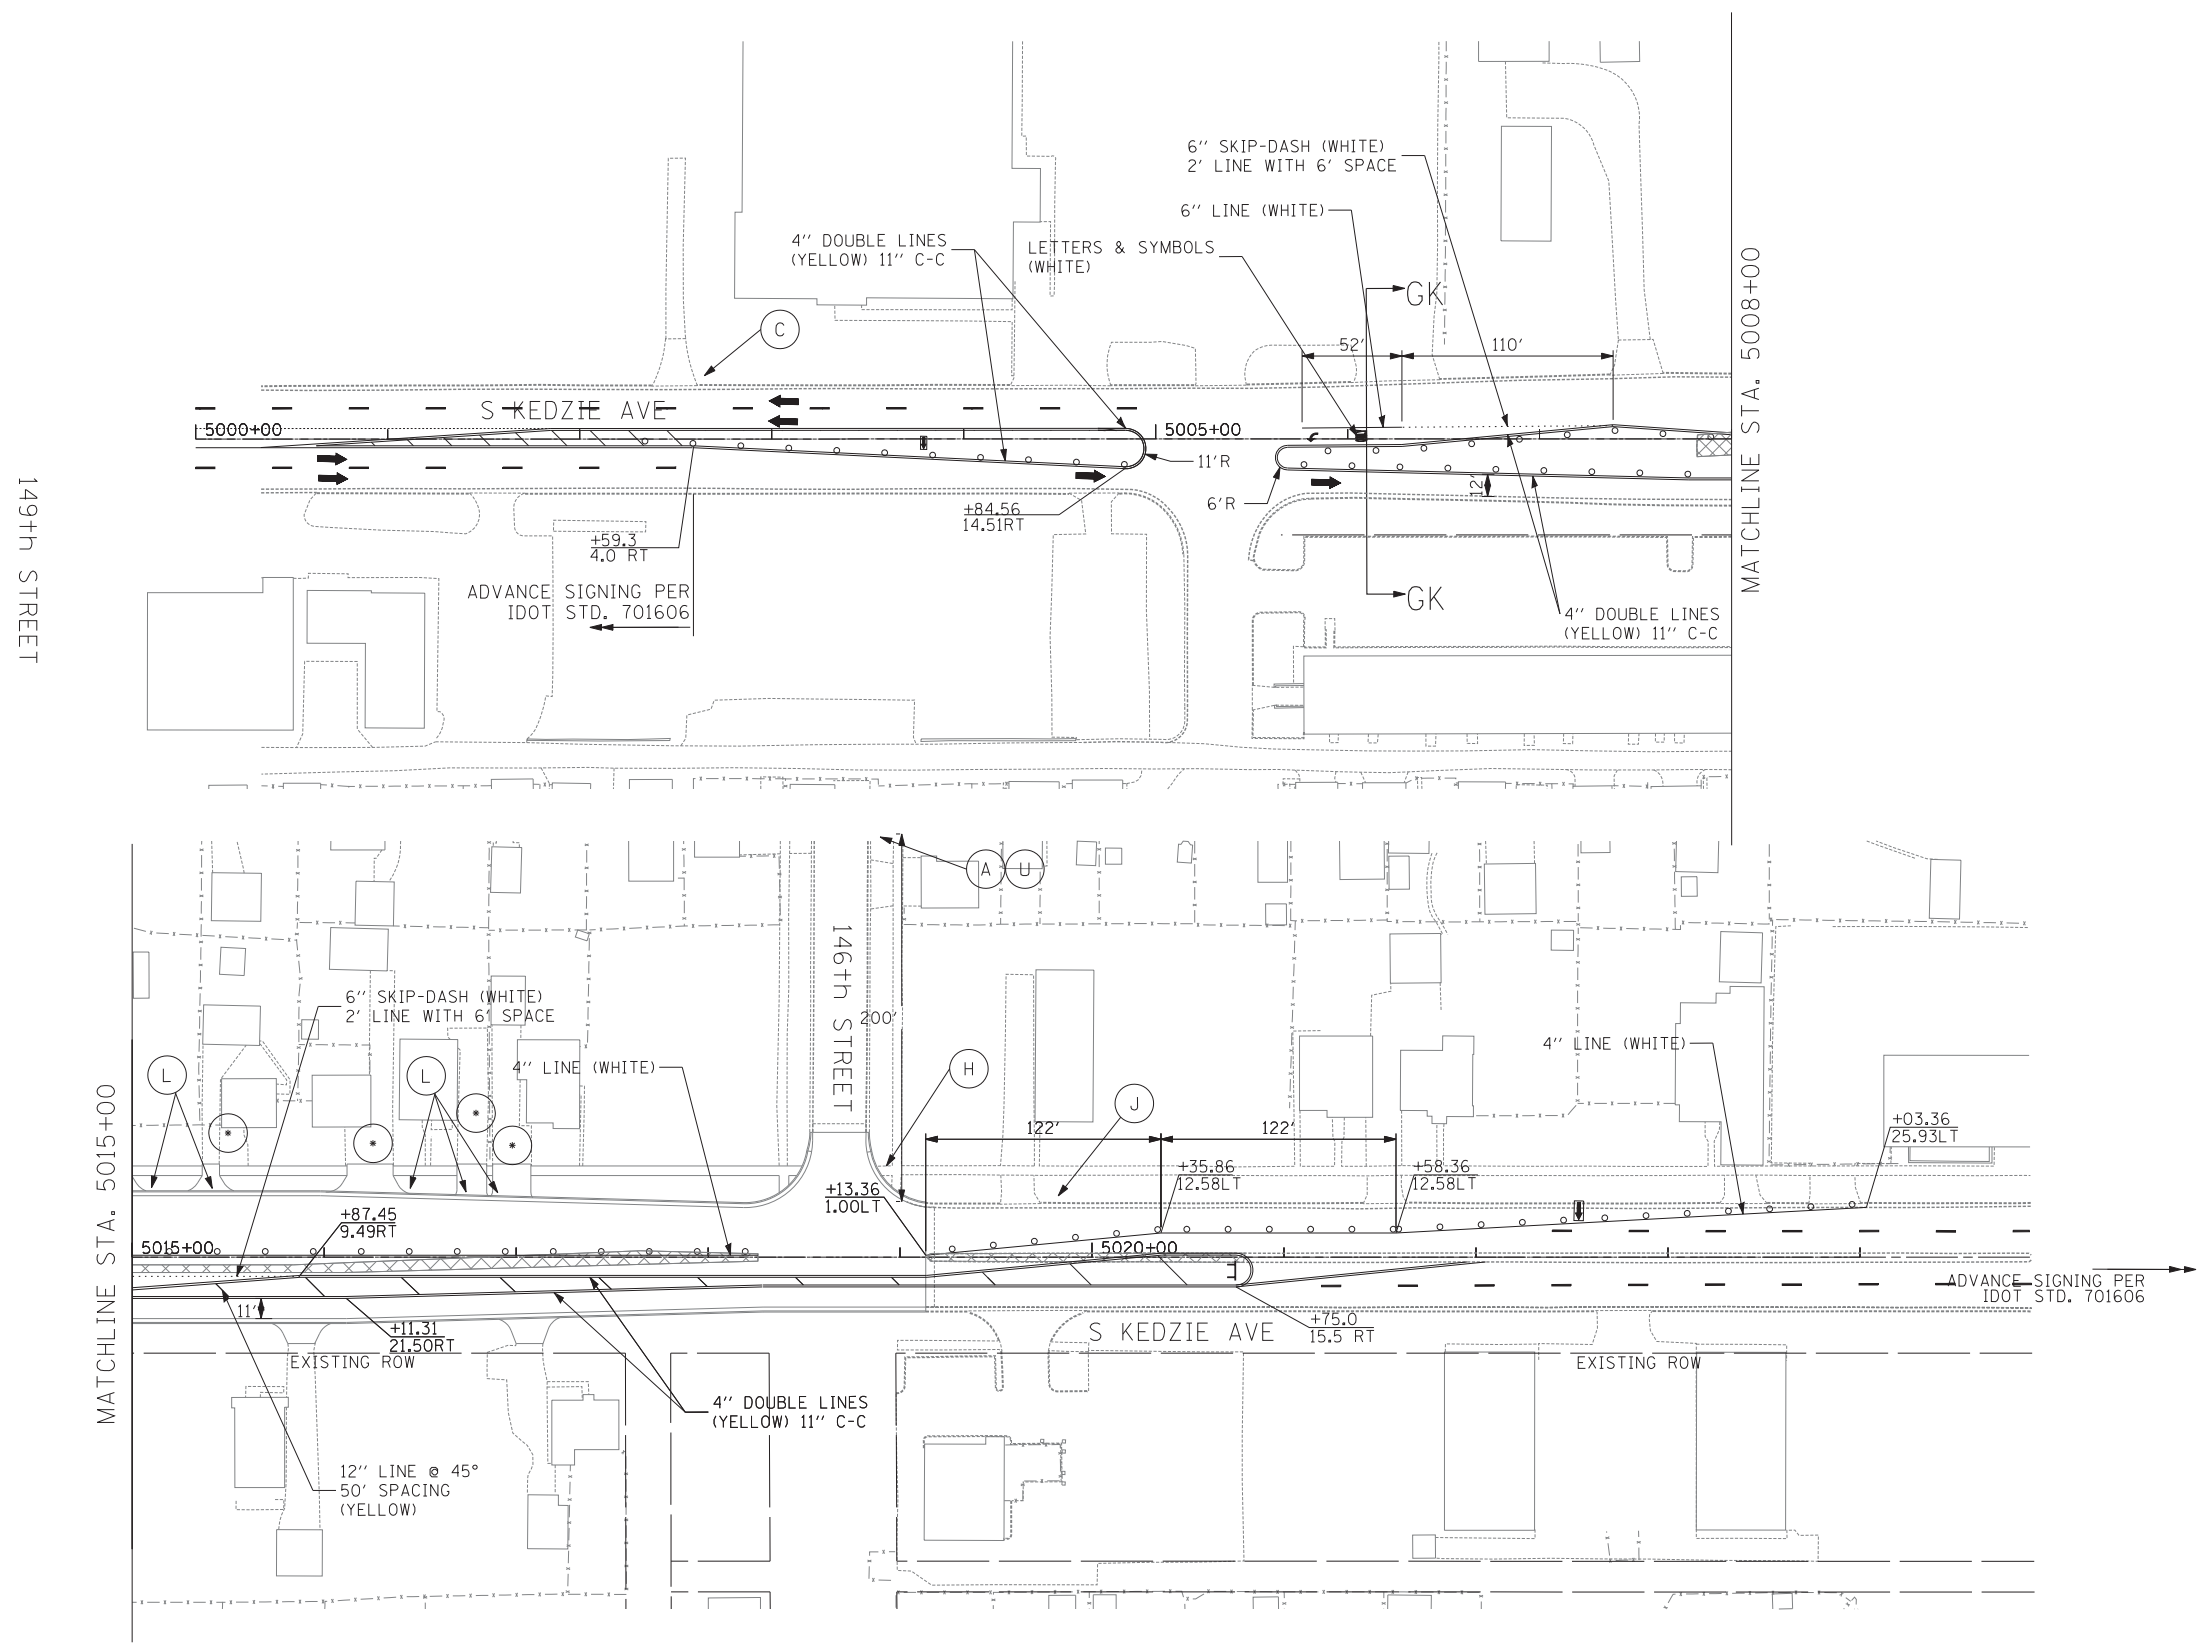 6'' SKIP-DASH (WHITE)
2' LINE WITH 6' SPACE
6'' LINE (WHITE)
4'' DOUBLE LINES
(YELLOW) 11'' C-C
LETTERS & SYMBOLS
(WHITE)
GK
C
52'
110'
MATCHLINE STA. 5008+00
S KEDZIE AVE
5000+00
5005+00
11'R
6'R
12'
+84.56
14.51RT
+59.3
4.0 RT
149th STREET
ADVANCE SIGNING PER
IDOT STD. 701606
GK
4'' DOUBLE LINES
(YELLOW) 11'' C-C
A
U
146th STREET
200'
6'' SKIP-DASH (WHITE)
2' LINE WITH 6' SPACE
4'' LINE (WHITE)
4'' LINE (WHITE)
L
L
H
J
*
*
*
*
122'
122'
+03.36
25.93LT
+35.86
12.58LT
+58.36
12.58LT
+13.36
1.00LT
MATCHLINE STA. 5015+00
+87.45
9.49RT
5015+00
5020+00
11'
+11.31
21.50RT
EXISTING ROW
S KEDZIE AVE
+75.0
15.5 RT
ADVANCE SIGNING PER
IDOT STD. 701606
EXISTING ROW
4'' DOUBLE LINES
(YELLOW) 11'' C-C
12'' LINE @ 45°
50' SPACING
(YELLOW)